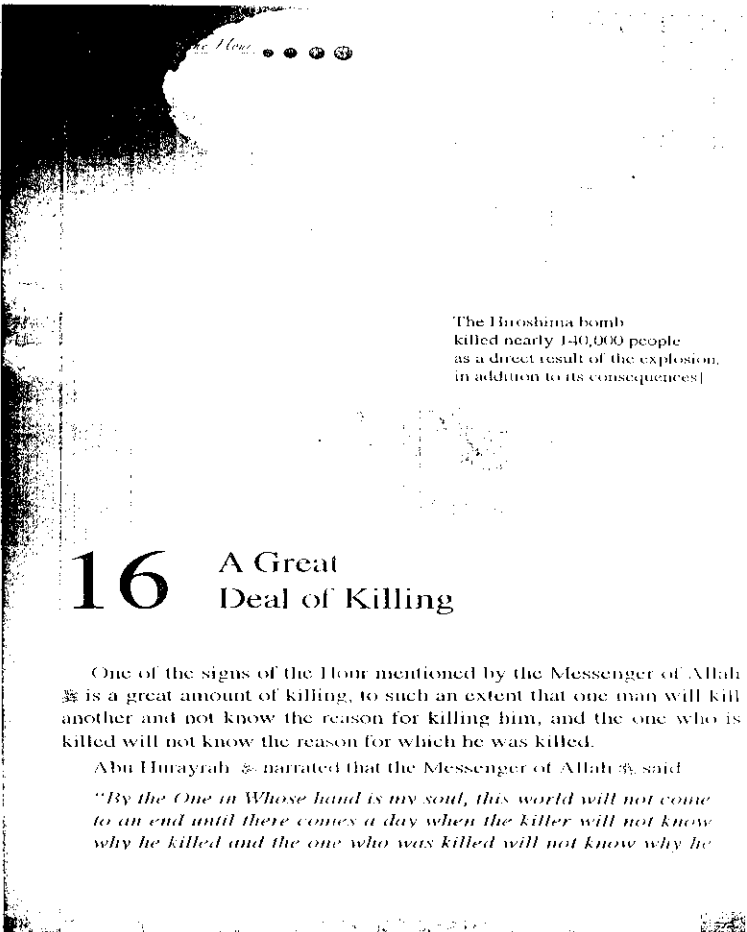 he Hour
The Hiroshima bomb
killed nearly 140,000 people
as a direct result of the explosion,
in addition to its consequences]
16 A Great
Deal of Killing
One of the signs of the Hour mentioned by the Messenger of Allah
ﷺ is a great amount of killing, to such an extent that one man will kill
another and not know the reason for killing him, and the one who is
killed will not know the reason for which he was killed.
Abu Hurayrah narrated that the Messenger of Allah ﷺ said
"By the One in Whose hand is my soul, this world will not come
to an end until there comes a day when the killer will not know
why he killed and the one who was killed will not know why he